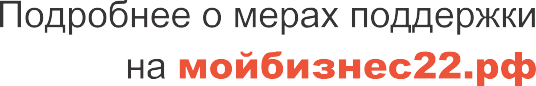 Подробнее о мерах поддержки
на мойбизнес22.рф